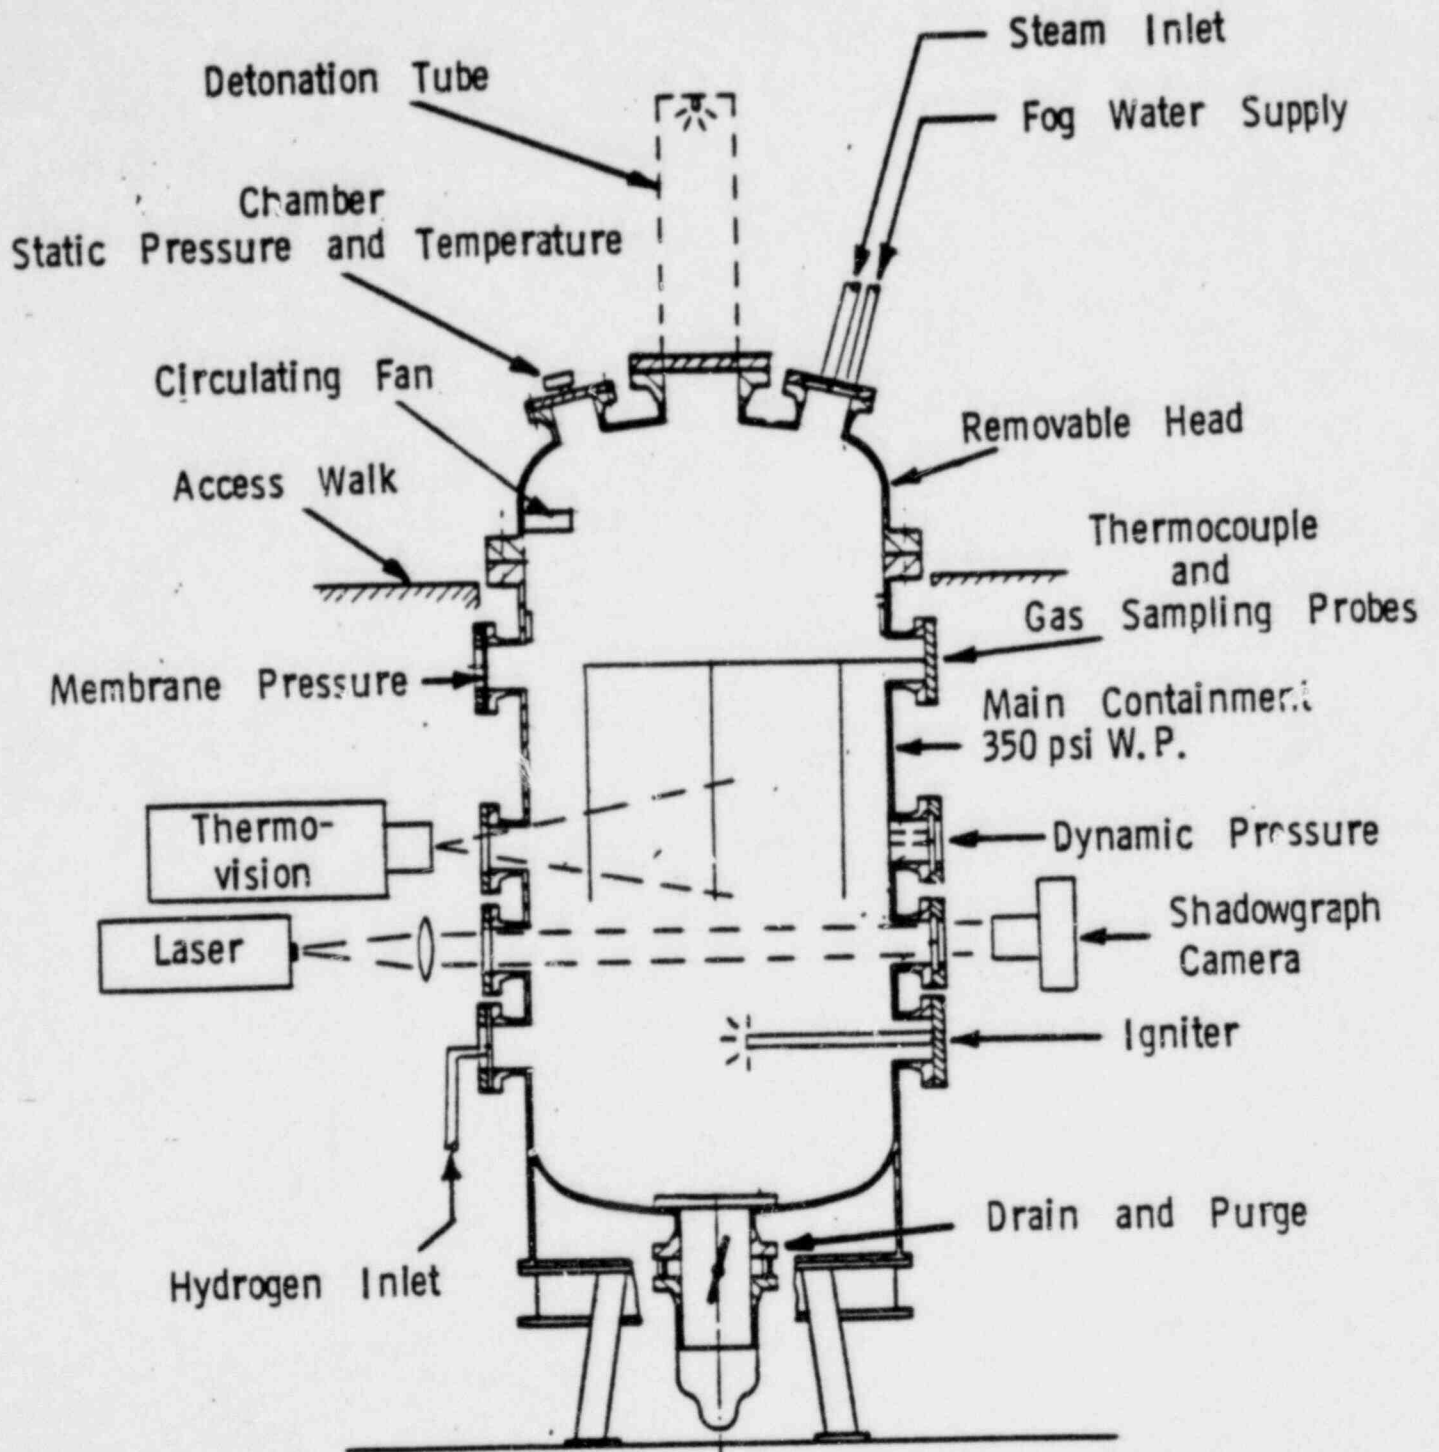 Steam Inlet
Detonation Tube
Fog Water Supply
Chamber
Static Pressure and Temperature
Circulating Fan
Removable Head
Access Walk
Thermocouple
and
Gas Sampling Probes
Membrane Pressure
Main Containment
350 psi W.P.
Thermo-
vision
Dynamic Pressure
Laser
Shadowgraph
Camera
Igniter
Drain and Purge
Hydrogen Inlet